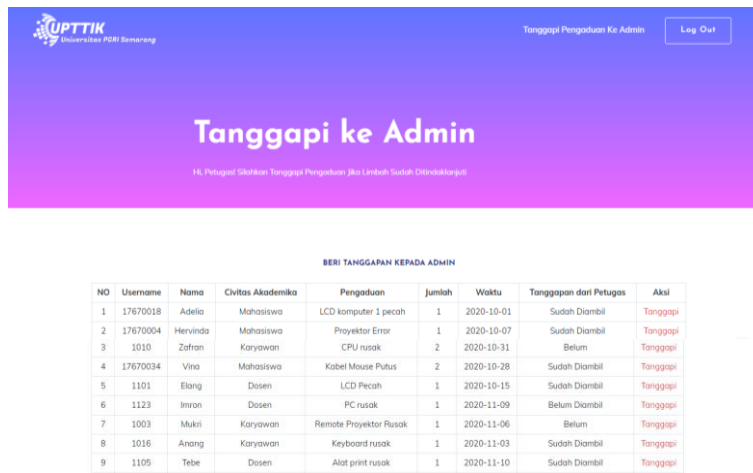 UPTTIK
Universitas PGRI Semarang
Tanggapi Pengaduan Ke Admin
Log Out
Tanggapi ke Admin
Hi, Petugas! Silahkan Tanggapi Pengaduan Jika Limbah Sudah Ditindaklanjuti
BERI TANGGAPAN KEPADA ADMIN
NO Username Nama Civitas Akademika Pengaduan Jumlah Waktu Tanggapan dari Petugas Aksi
1 17670018 Adelia Mahasiswa LCD komputer 1 pecah 1 2020-10-01 Sudah Diambil Tanggapi
2 17670004 Hervinda Mahasiswa Proyektor Error 1 2020-10-07 Sudah Diambil Tanggapi
3 1010 Zafran Karyawan CPU rusak 2 2020-10-31 Belum Tanggapi
4 17670034 Vina Mahasiswa Kabel Mouse Putus 2 2020-10-28 Sudah Diambil Tanggapi
5 1101 Elang Dosen LCD Pecah 1 2020-10-15 Sudah Diambil Tanggapi
6 1123 Imron Dosen PC rusak 1 2020-11-09 Belum Diambil Tanggapi
7 1003 Mukri Karyawan Remote Proyektor Rusak 1 2020-11-06 Belum Tanggapi
8 1016 Anang Karyawan Keyboard rusak 1 2020-11-03 Sudah Diambil Tanggapi
9 1105 Tebe Dosen Alat print rusak 1 2020-11-10 Sudah Diambil Tanggapi